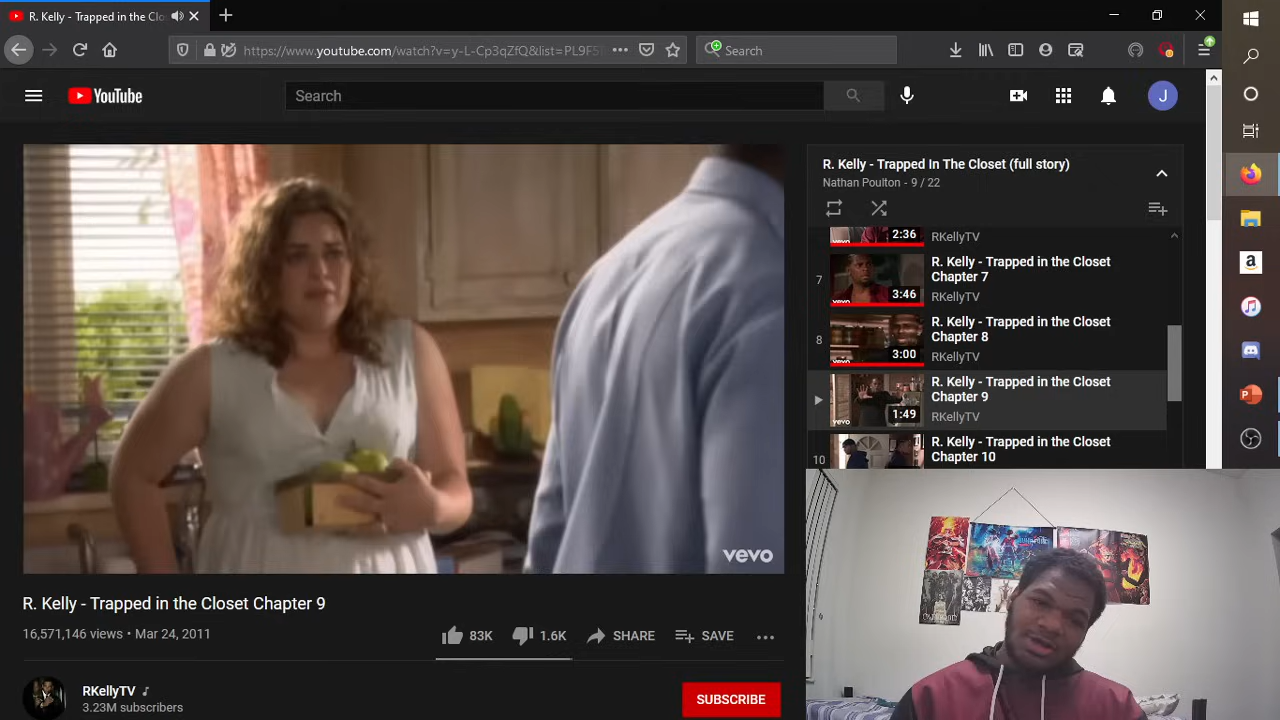 R. Kelly - Trapped in the Clo
https://www.youtube.com/watch?v=y-L-Cp3qZfQ&list=PL9F5
Search
YouTube
Search
J
vevo
R. Kelly - Trapped in the Closet Chapter 9
16,571,146 views • Mar 24, 2011
83K
1.6K
SHARE
SAVE
RKellyTV
3.23M subscribers
SUBSCRIBE
R. Kelly - Trapped In The Closet (full story)
Nathan Poulton - 9 / 22
2:36
RKellyTV
7
3:46
R. Kelly - Trapped in the Closet
Chapter 7
RKellyTV
8
3:00
R. Kelly - Trapped in the Closet
Chapter 8
RKellyTV
1:49
R. Kelly - Trapped in the Closet
Chapter 9
RKellyTV
10
R. Kelly - Trapped in the Closet
Chapter 10